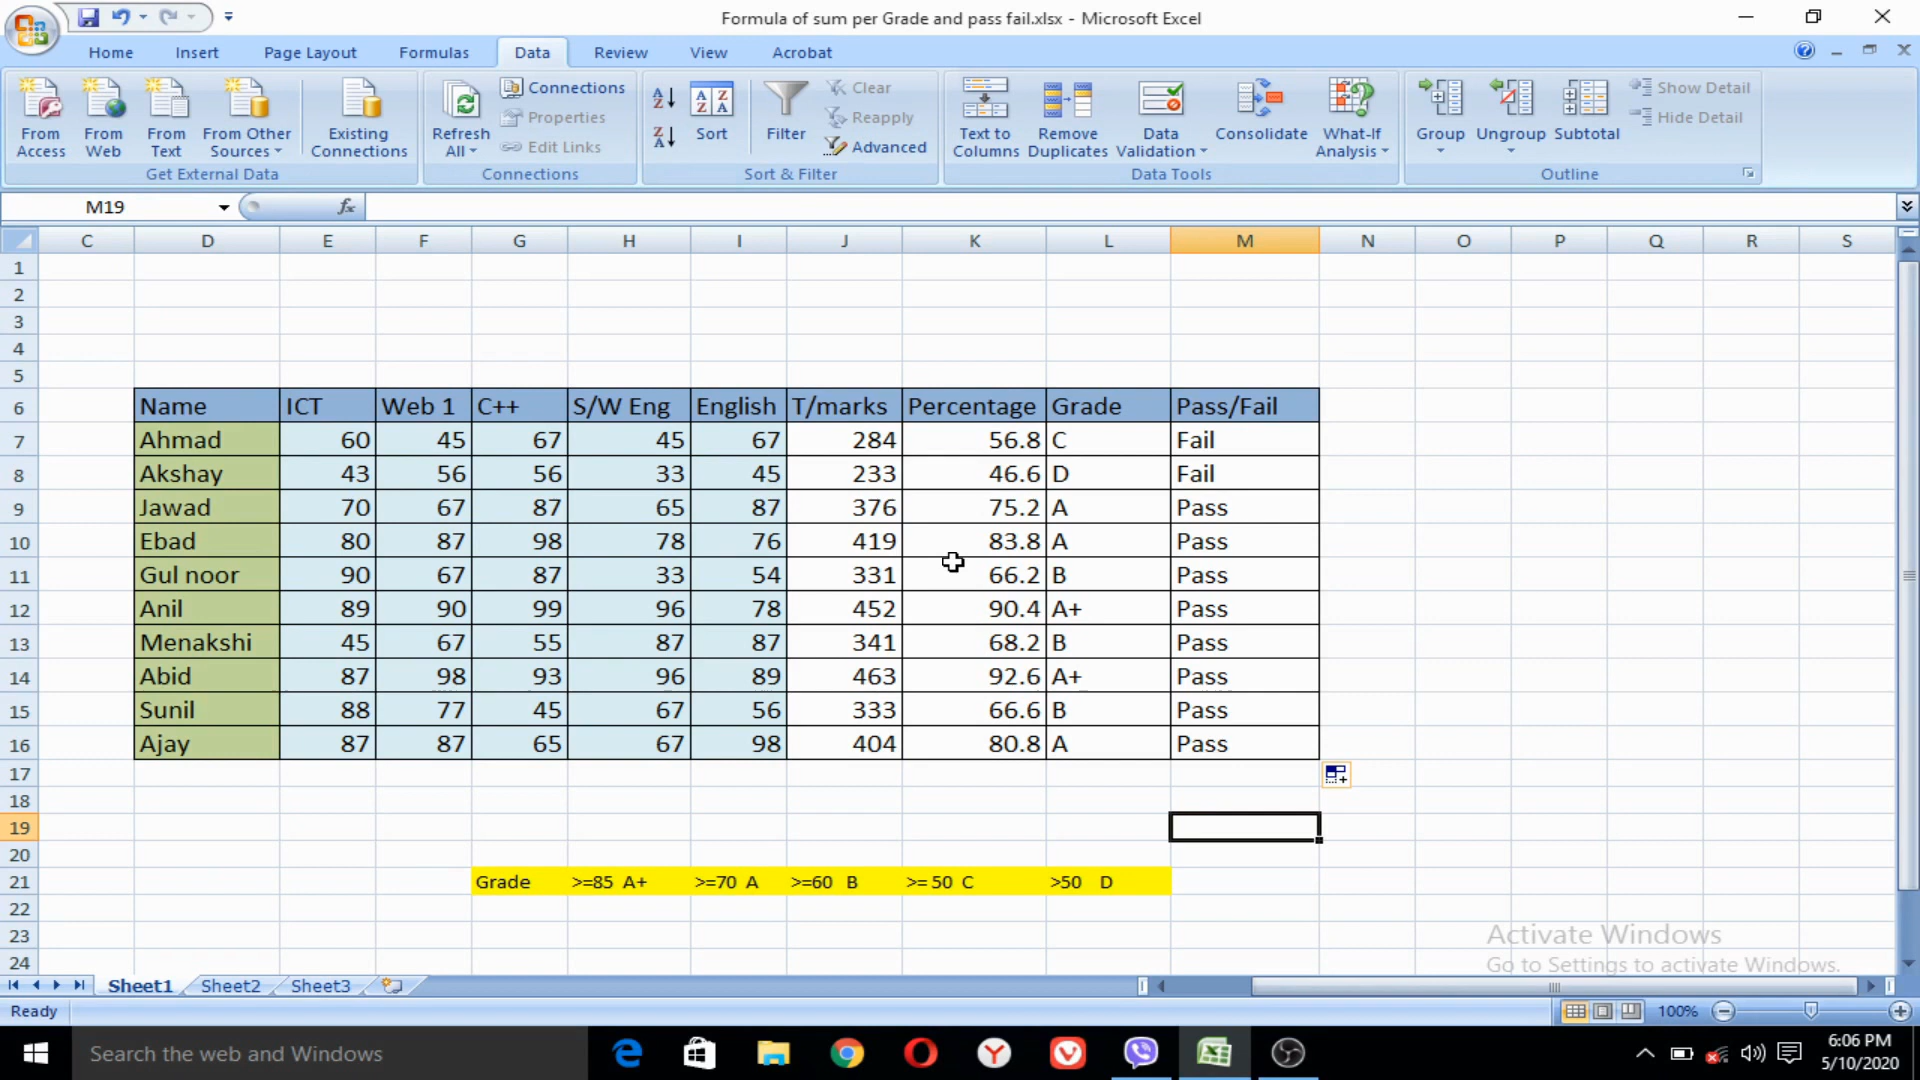 Formula of sum per Grade and pass fail.xlsx - Microsoft Excel
Home Insert Page Layout Formulas Data Review View Acrobat
From Access From Web From Text From Other Sources Existing Connections
Get External Data
Refresh All Connections Properties Edit Links
Connections
Sort Filter Clear Reapply Advanced
Sort & Filter
Text to Columns Remove Duplicates Data Validation Consolidate What-If Analysis
Data Tools
Group Ungroup Subtotal Show Detail Hide Detail
Outline
M19 fx
C D E F G H I J K L M N O P Q R S
1
2
3
4
5
6 Name ICT Web 1 C++ S/W Eng English T/marks Percentage Grade Pass/Fail
7 Ahmad 60 45 67 45 67 284 56.8 C Fail
8 Akshay 43 56 56 33 45 233 46.6 D Fail
9 Jawad 70 67 87 65 87 376 75.2 A Pass
10 Ebad 80 87 98 78 76 419 83.8 A Pass
11 Gul noor 90 67 87 33 54 331 66.2 B Pass
12 Anil 89 90 99 96 78 452 90.4 A+ Pass
13 Menakshi 45 67 55 87 87 341 68.2 B Pass
14 Abid 87 98 93 96 89 463 92.6 A+ Pass
15 Sunil 88 77 45 67 56 333 66.6 B Pass
16 Ajay 87 87 65 67 98 404 80.8 A Pass
17
18
19
20
21 Grade >=85 A+ >=70 A >=60 B >= 50 C >50 D
22
23
24
Activate Windows
Go to Settings to activate Windows.
Sheet1 Sheet2 Sheet3
Ready 100%
Search the web and Windows
6:06 PM
5/10/2020